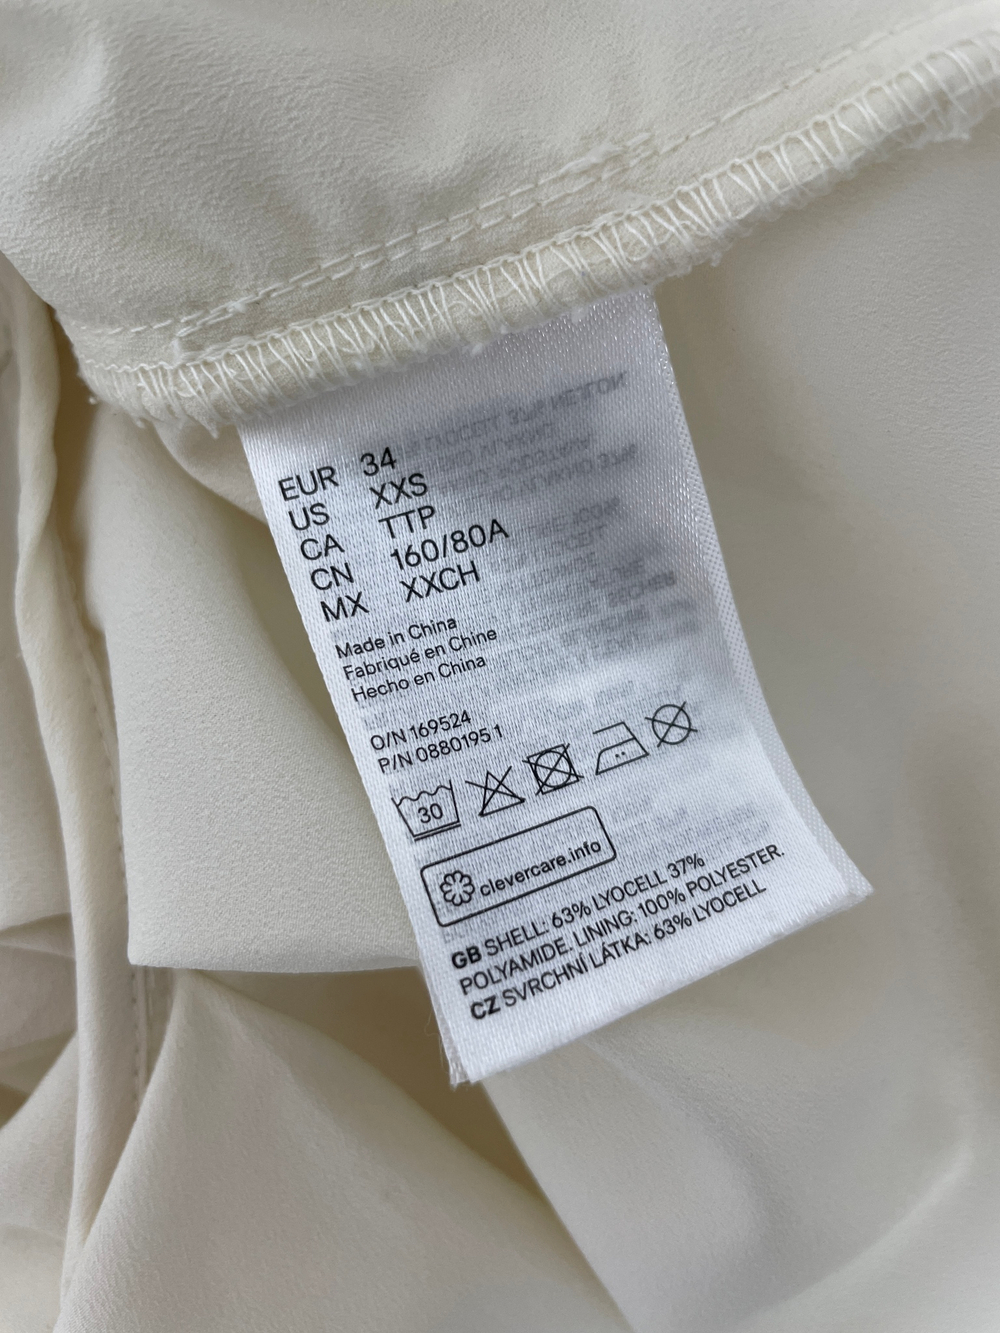 EUR 34
US XXS
CA TTP
CN 160/80A
MX XXCH
Made in China
Fabriqué en Chine
Hecho en China
O/N 169524
P/N 0880195 1
30
clevercare.info
GB SHELL: 63% LYOCELL 37%
POLYAMIDE. LINING: 100% POLYESTER.
CZ SVRCHNÍ LÁTKA: 63% LYOCELL